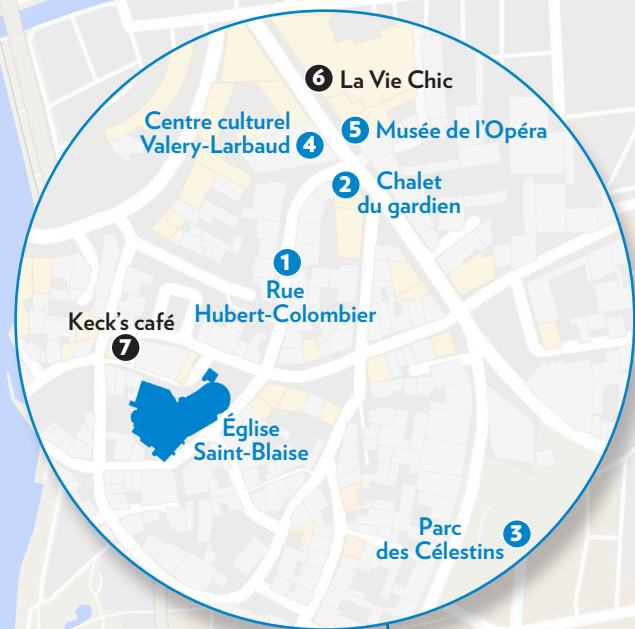 6 La Vie Chic
Centre culturel
Valery-Larbaud 4
5 Musée de l'Opéra
2 Chalet
du gardien
1
Rue
Hubert-Colombier
Keck's café
7
Église
Saint-Blaise
Parc
des Célestins 3